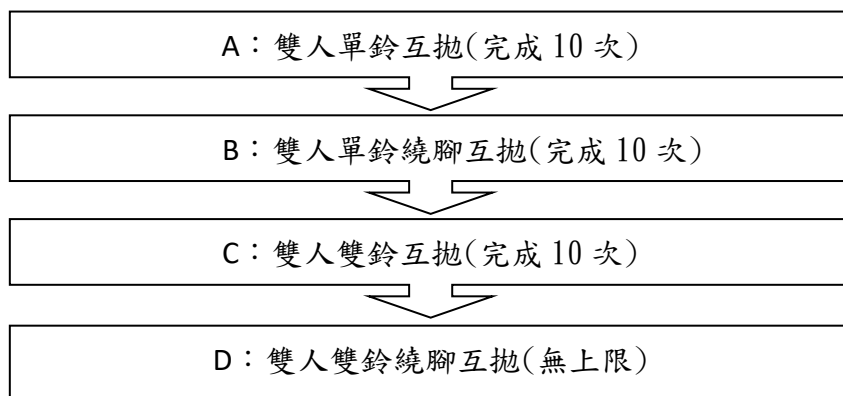 A：雙人單鈴互拋(完成 10 次)
B：雙人單鈴繞腳互拋(完成 10 次)
C：雙人雙鈴互拋(完成 10 次)
D：雙人雙鈴繞腳互拋(無上限)